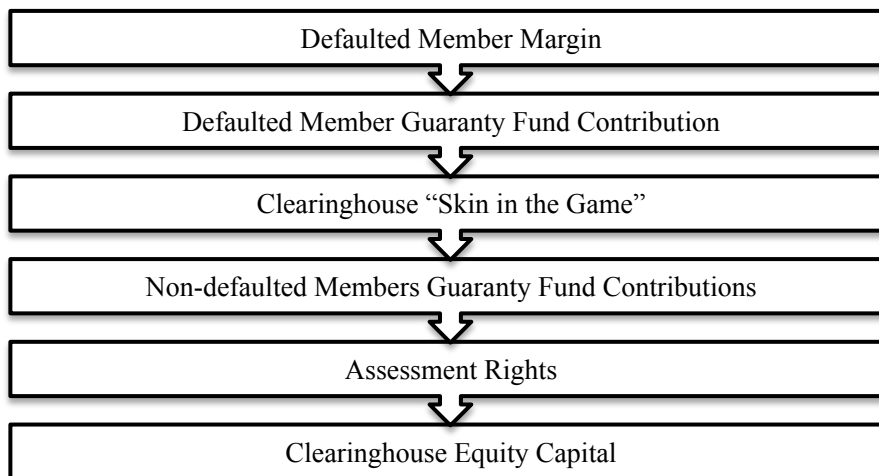 Defaulted Member Margin
Defaulted Member Guaranty Fund Contribution
Clearinghouse “Skin in the Game”
Non-defaulted Members Guaranty Fund Contributions
Assessment Rights
Clearinghouse Equity Capital